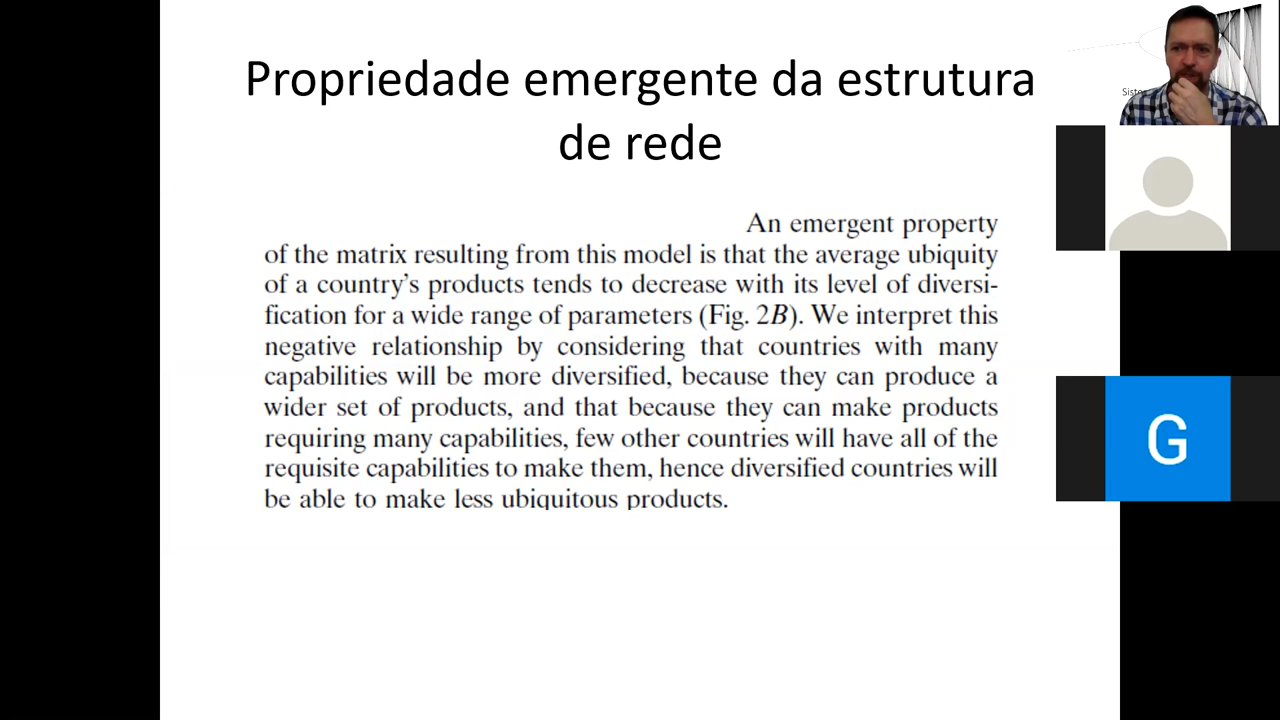 Propriedade emergente da estrutura
de rede
An emergent property
of the matrix resulting from this model is that the average ubiquity
of a country's products tends to decrease with its level of diversi-
fication for a wide range of parameters (Fig. 2B). We interpret this
negative relationship by considering that countries with many
capabilities will be more diversified, because they can produce a
wider set of products, and that because they can make products
requiring many capabilities, few other countries will have all of the
requisite capabilities to make them, hence diversified countries will
be able to make less ubiquitous products.
G